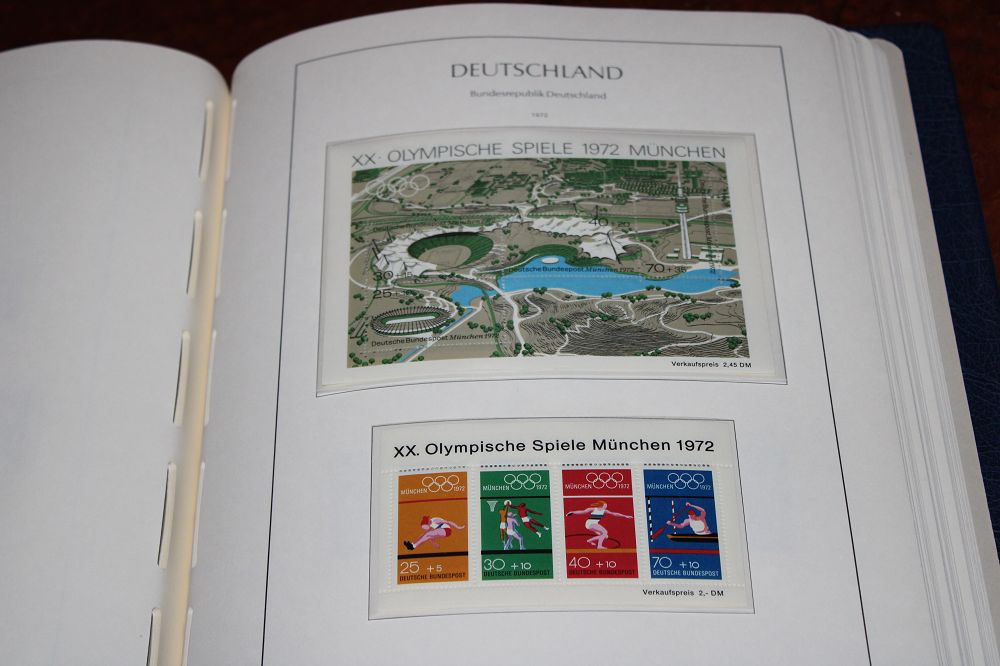 DEUTSCHLAND
Bundesrepublik Deutschland
1972
XX. OLYMPISCHE SPIELE 1972 MÜNCHEN
30+15
25+
40+20
Deutsche Bundespost München 1972
70+35
Deutsche Bundespost München 1972
Verkaufspreis 2,45 DM
XX. Olympische Spiele München 1972
MÜNCHEN 1972
25 +5
DEUTSCHE BUNDESPOST
MÜNCHEN 1972
30 +10
DEUTSCHE BUNDESPOST
MÜNCHEN 1972
40 +10
DEUTSCHE BUNDESPOST
MÜNCHEN 1972
70 +10
DEUTSCHE BUNDESPOST
Verkaufspreis 2,- DM